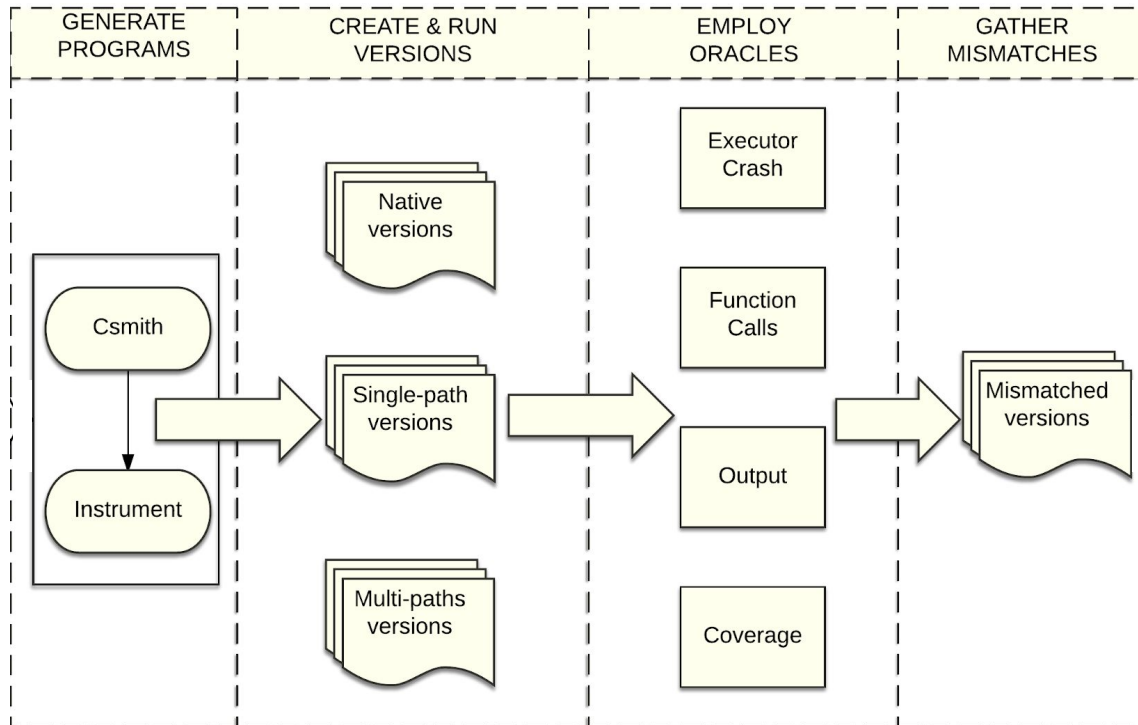 GENERATE
PROGRAMS
CREATE & RUN
VERSIONS
EMPLOY
ORACLES
GATHER
MISMATCHES
Csmith
Instrument
Native
versions
Single-path
versions
Multi-paths
versions
Executor
Crash
Function
Calls
Output
Coverage
Mismatched
versions